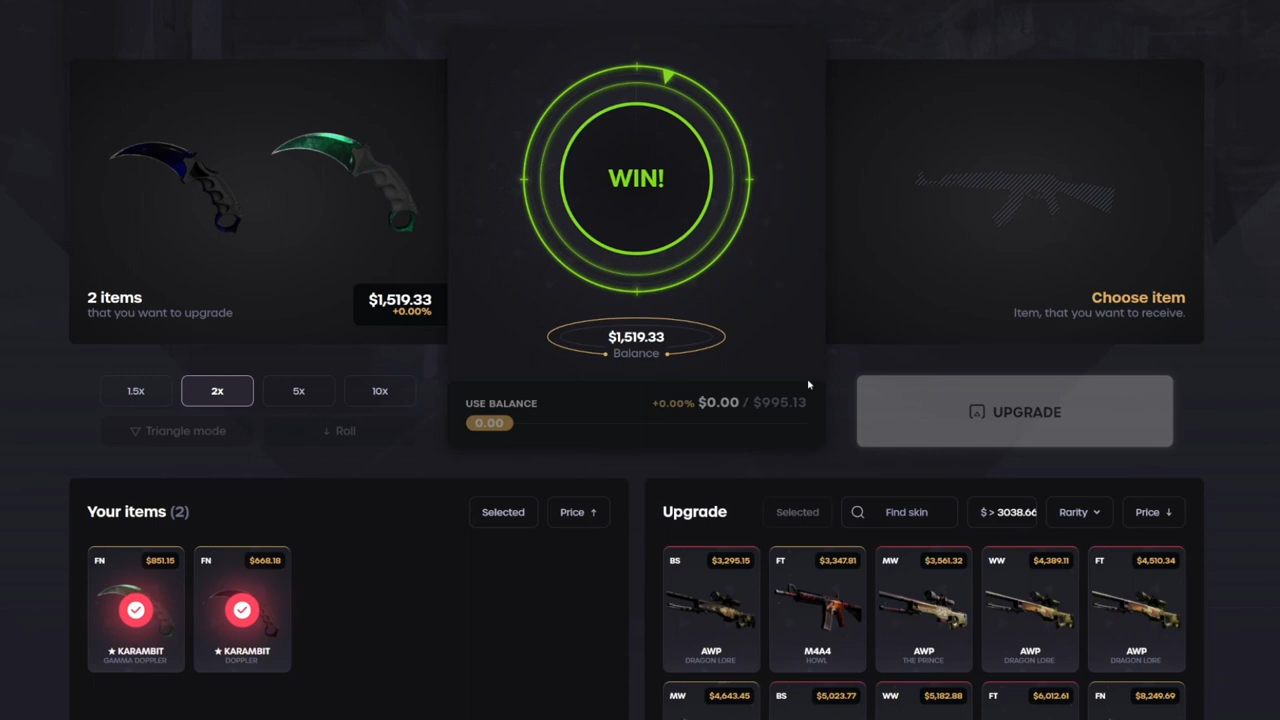 WIN!
2 items
that you want to upgrade
$1,519.33
+0.00%
$1,519.33
Balance
Choose item
Item, that you want to receive.
1.5x
2x
5x
10x
Triangle mode
Roll
USE BALANCE
+0.00% $0.00 / $995.13
0.00
UPGRADE
Your items (2)
Selected
Price ↑
FN
$851.15
★ KARAMBIT
GAMMA DOPPLER
FN
$668.18
★ KARAMBIT
DOPPLER
Upgrade
Selected
Find skin
$ > 3038.66
Rarity
Price ↓
BS
$3,295.15
AWP
DRAGON LORE
FT
$3,347.81
M4A4
HOWL
MW
$3,561.32
AWP
THE PRINCE
WW
$4,389.11
AWP
DRAGON LORE
FT
$4,510.34
AWP
DRAGON LORE
MW
$4,643.45
BS
$5,023.77
WW
$5,182.88
FT
$6,012.61
FN
$8,249.69